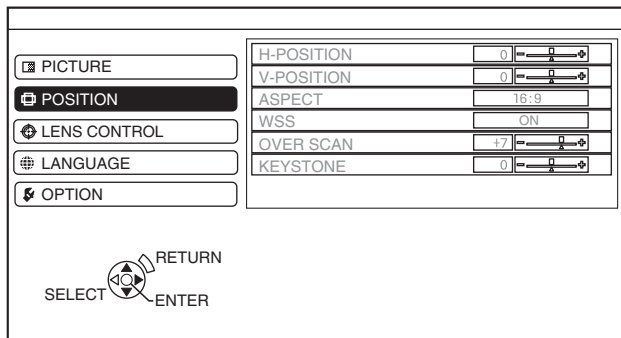 PICTURE
POSITION
LENS CONTROL
LANGUAGE
OPTION
H-POSITION 0
V-POSITION 0
ASPECT 16:9
WSS ON
OVER SCAN +7
KEYSTONE 0
RETURN
SELECT
ENTER